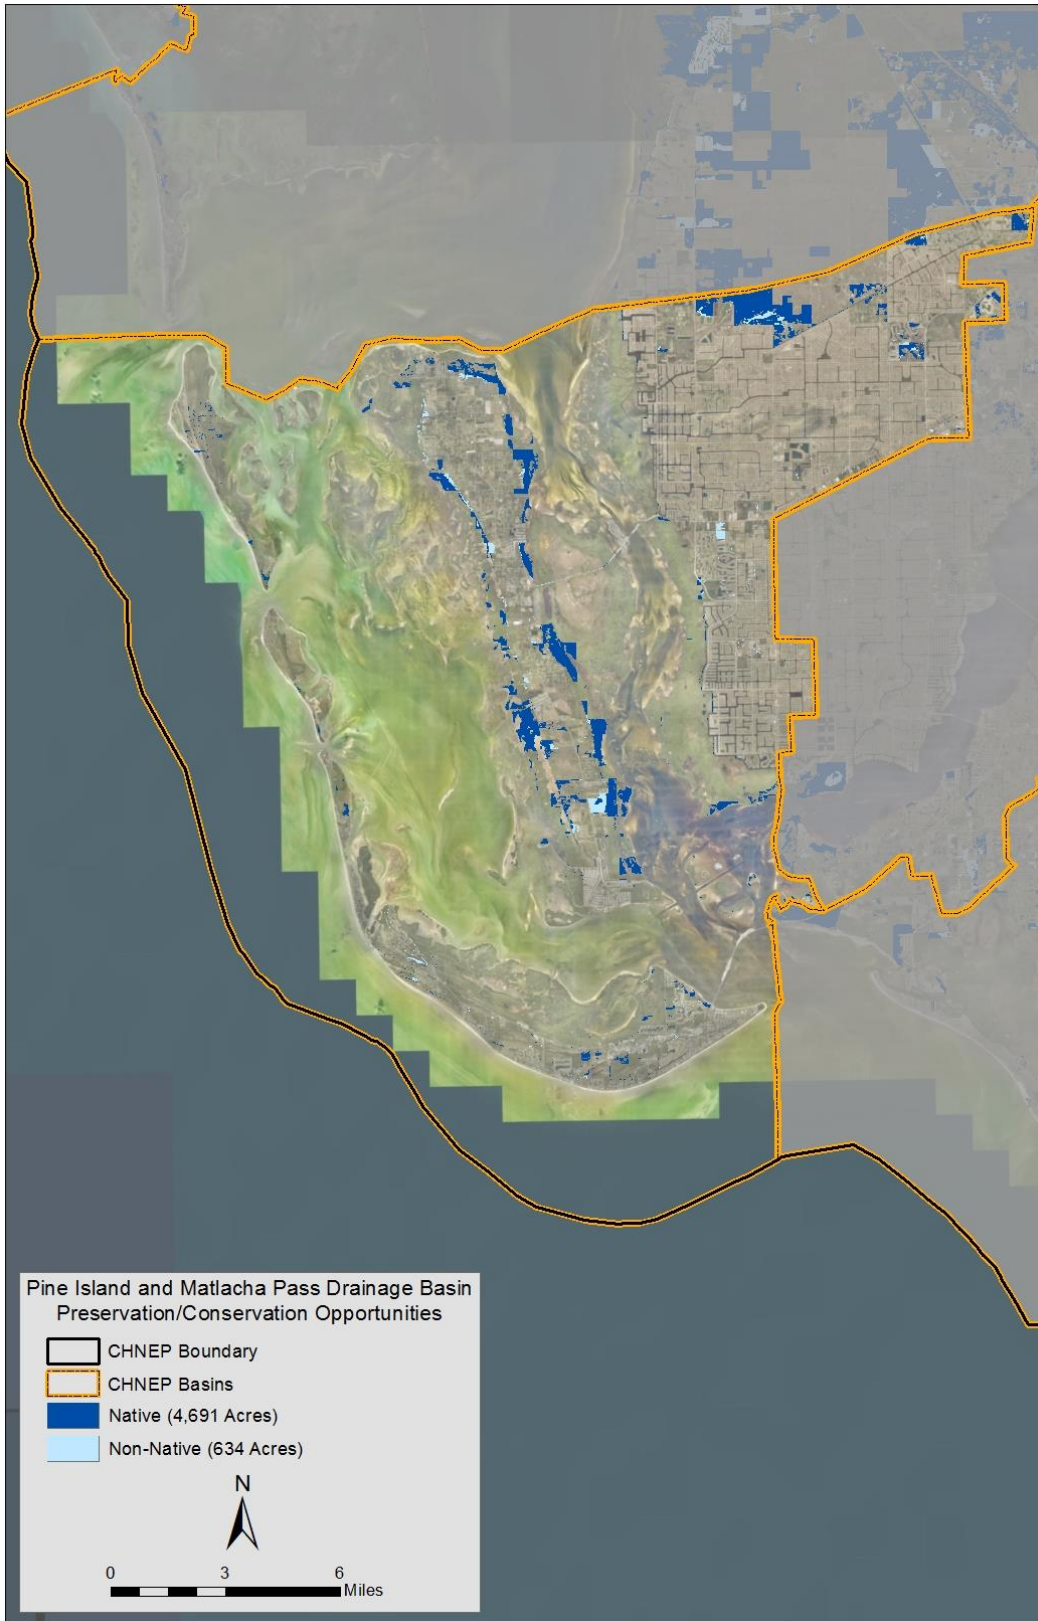 Pine Island and Matlacha Pass Drainage Basin
Preservation/Conservation Opportunities
CHNEP Boundary
CHNEP Basins
Native (4,691 Acres)
Non-Native (634 Acres)
N
0 3 6
Miles